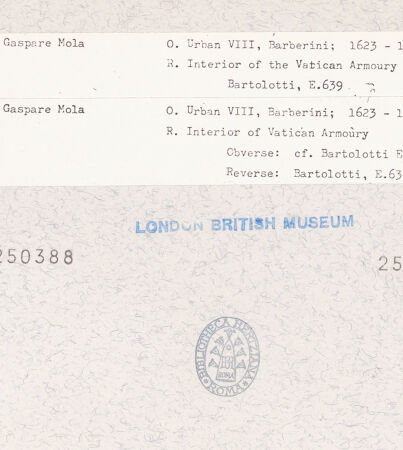 Gaspare Mola O. Urban VIII, Barberini; 1623 - 1
R. Interior of the Vatican Armoury
Bartolotti, E.639
Gaspare Mola O. Urban VIII, Barberini; 1623 - 1
R. Interior of Vatican Armoury
Obverse: cf. Bartolotti E
Reverse: Bartolotti, E.63
LONDON BRITISH MUSEUM
250388 25
BIBLIOTHECA HERTZIANA
ROMA